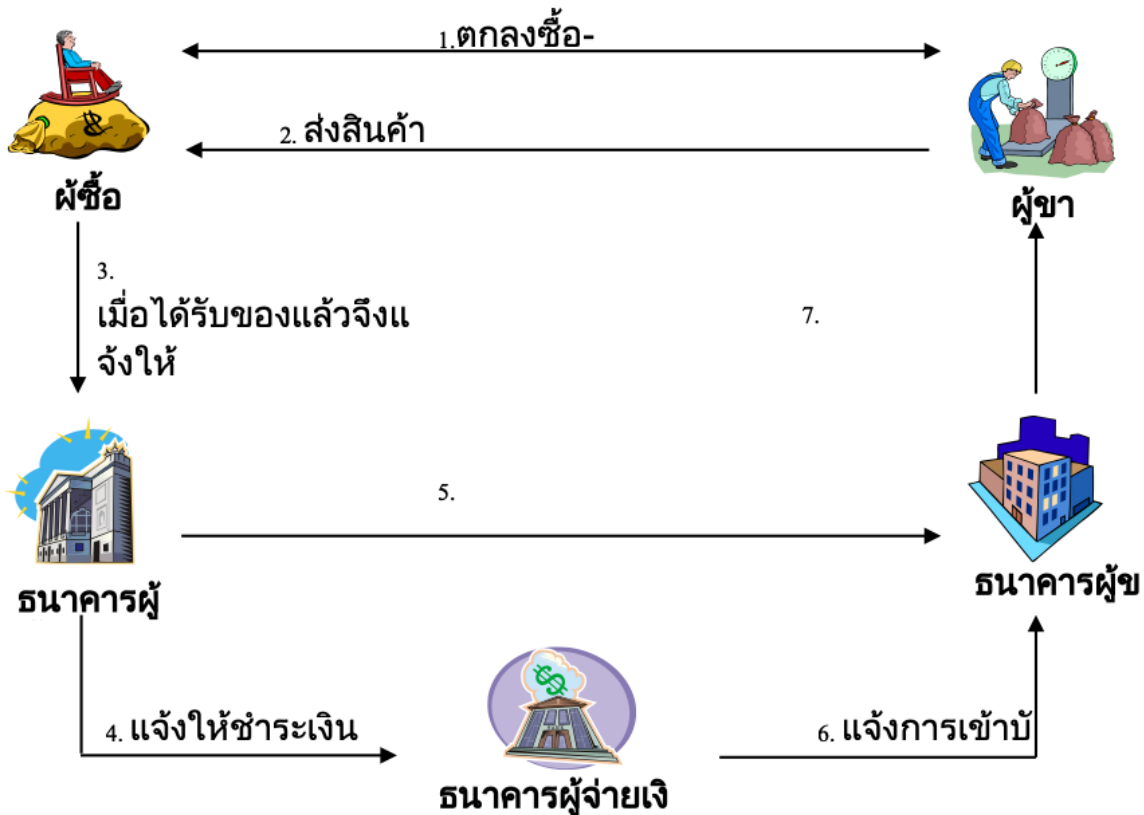 1.ตกลงซื้อ-
2. ส่งสินค้า
ผู้ซื้อ
ผู้ขา
3.
เมื่อได้รับของแล้วจึงแ
จ้งให้
7.
5.
ธนาคารผู้
ธนาคารผู้ข
4. แจ้งให้ชำระเงิน
6. แจ้งการเข้าบั
ธนาคารผู้จ่ายเงิ